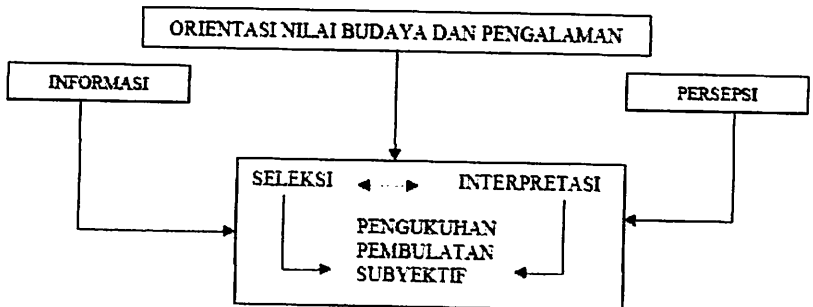 ORIENTASI NILAI BUDAYA DAN PENGALAMAN
INFORMASI
PERSEPSI
SELEKSI
INTERPRETASI
PENGUKUHAN
PEMBULATAN
SUBYEKTIF